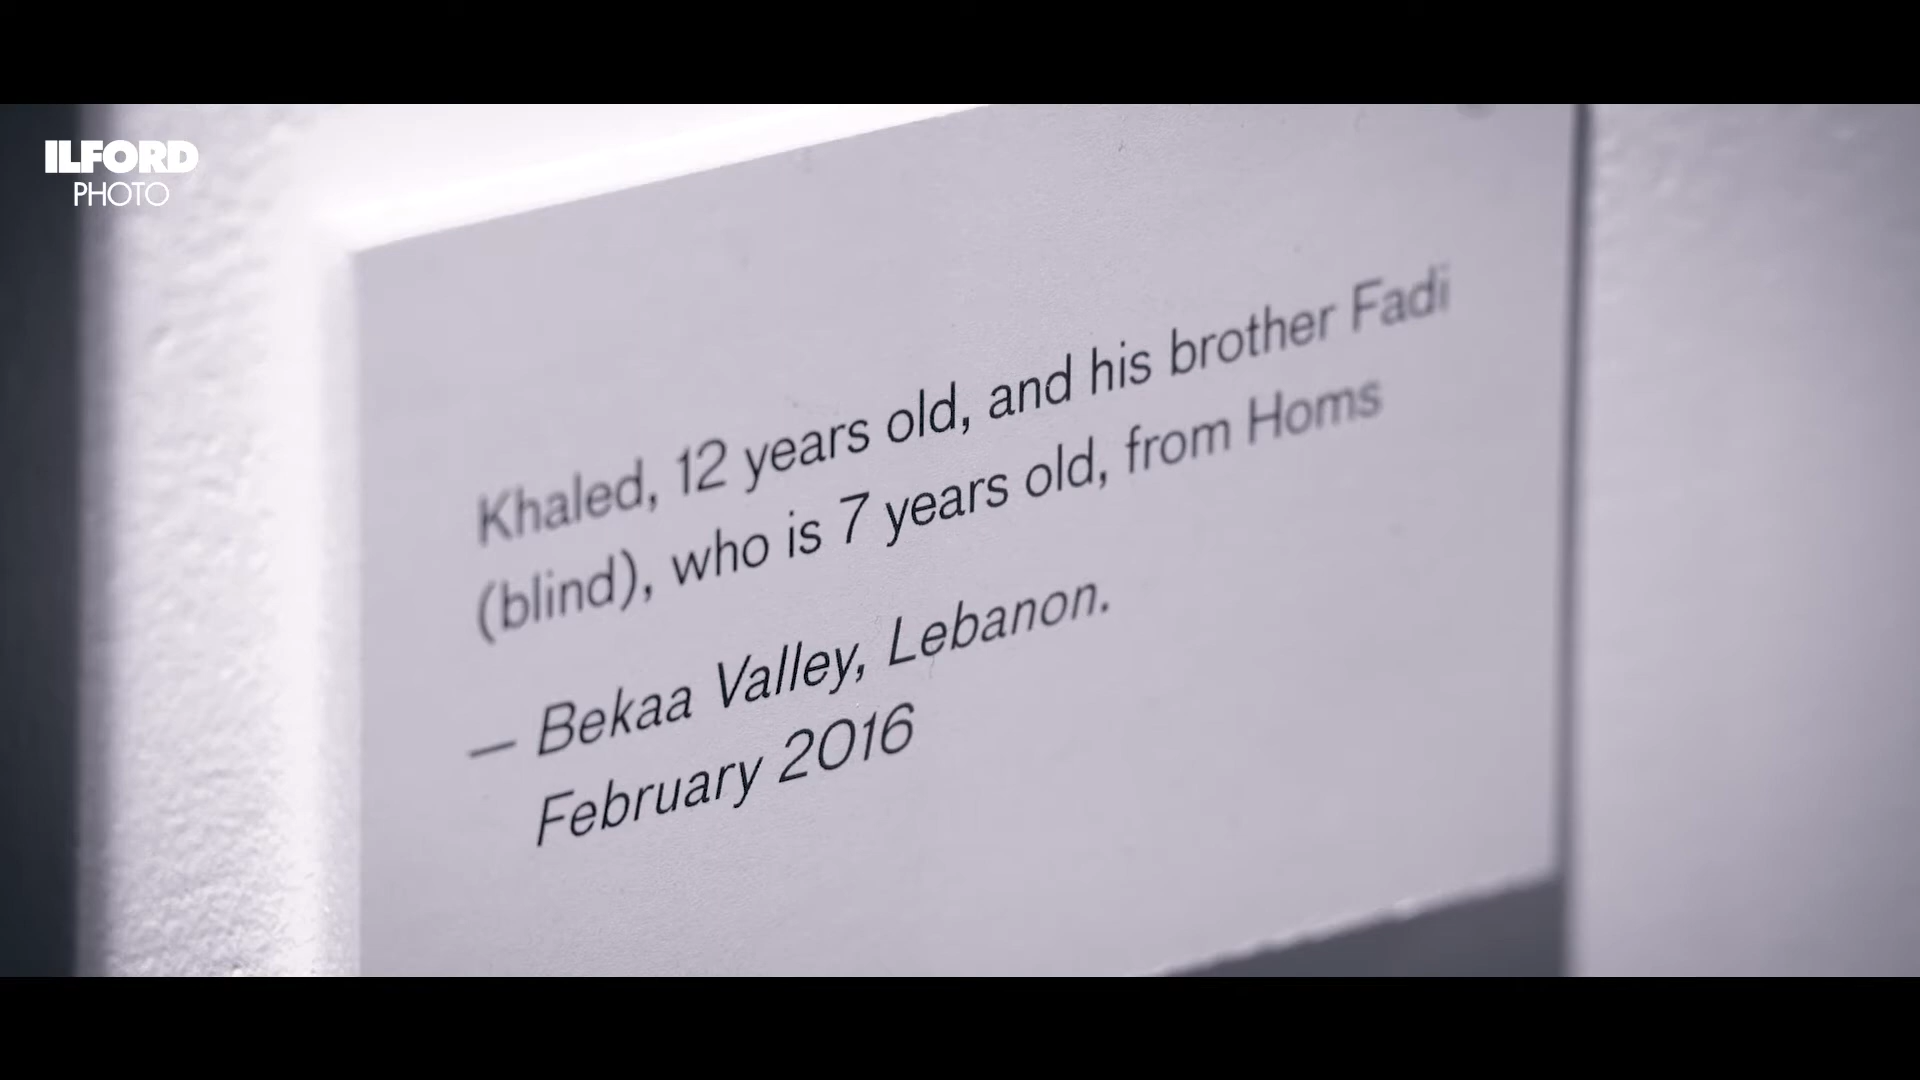 ILFORD
PHOTO
Khaled, 12 years old, and his brother Fadi
(blind), who is 7 years old, from Homs
— Bekaa Valley, Lebanon.
February 2016